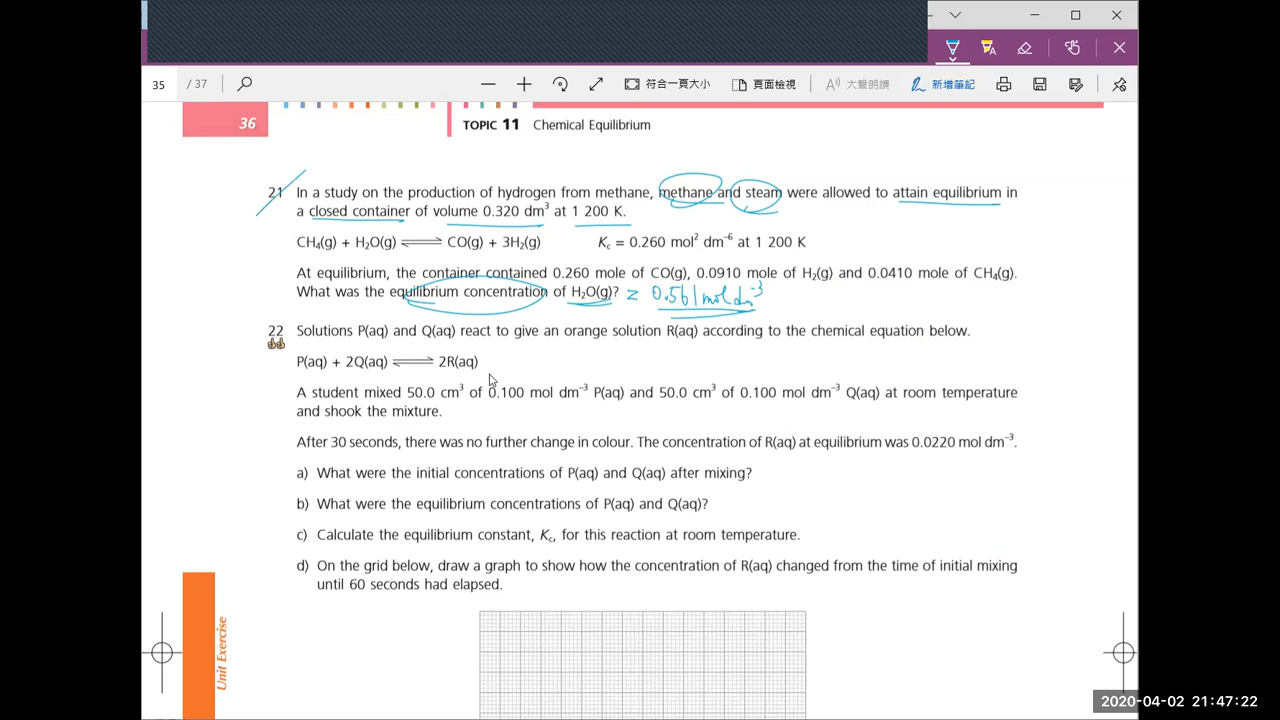 35 / 37
符合一頁大小
頁面檢視
大聲朗讀
新增筆記
36
TOPIC 11 Chemical Equilibrium
21 In a study on the production of hydrogen from methane, methane and steam were allowed to attain equilibrium in
a closed container of volume 0.320 dm³ at 1 200 K.
CH₄(g) + H₂O(g) ⇌ CO(g) + 3H₂(g) Kc = 0.260 mol² dm⁻⁶ at 1 200 K
At equilibrium, the container contained 0.260 mole of CO(g), 0.0910 mole of H₂(g) and 0.0410 mole of CH₄(g).
What was the equilibrium concentration of H₂O(g)? = 0.561 mol dm⁻³
22 Solutions P(aq) and Q(aq) react to give an orange solution R(aq) according to the chemical equation below.
P(aq) + 2Q(aq) ⇌ 2R(aq)
A student mixed 50.0 cm³ of 0.100 mol dm⁻³ P(aq) and 50.0 cm³ of 0.100 mol dm⁻³ Q(aq) at room temperature
and shook the mixture.
After 30 seconds, there was no further change in colour. The concentration of R(aq) at equilibrium was 0.0220 mol dm⁻³.
a) What were the initial concentrations of P(aq) and Q(aq) after mixing?
b) What were the equilibrium concentrations of P(aq) and Q(aq)?
c) Calculate the equilibrium constant, Kc, for this reaction at room temperature.
d) On the grid below, draw a graph to show how the concentration of R(aq) changed from the time of initial mixing
until 60 seconds had elapsed.
Unit Exercise
2020-04-02 21:47:22